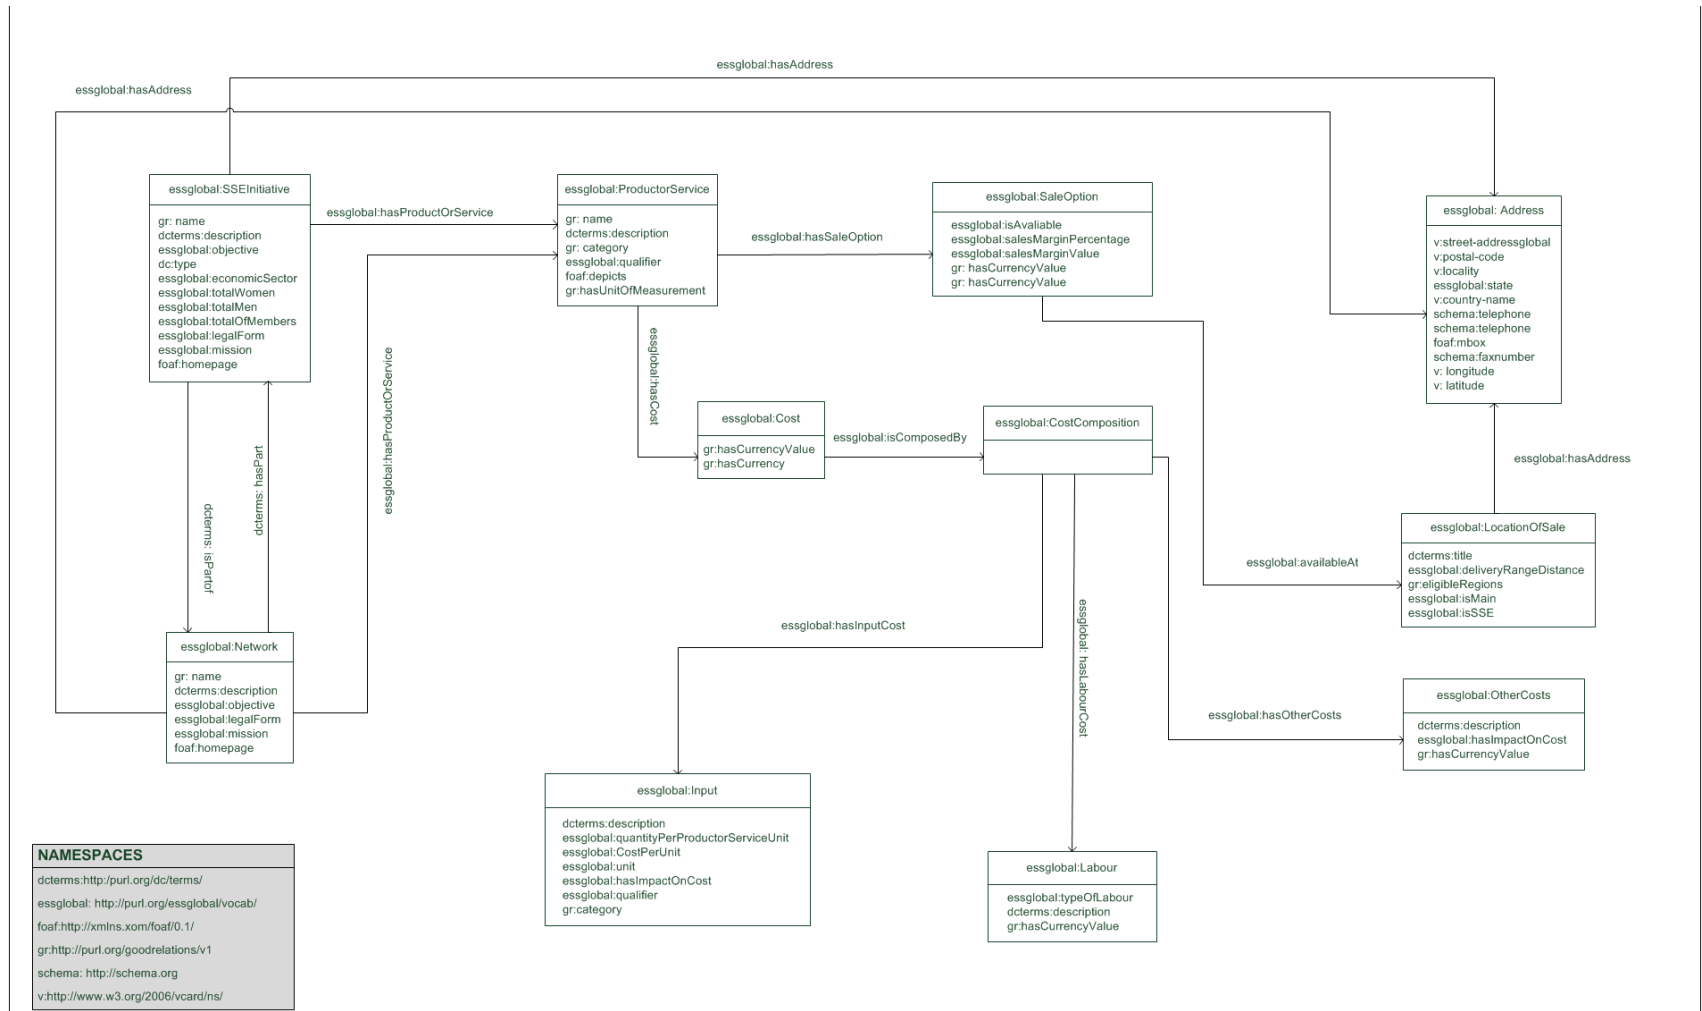 essglobal:hasAddress
essglobal:hasAddress
essglobal:SSEInitiative
gr: name
dcterms:description
essglobal:objective
dc:type
essglobal:economicSector
essglobal:totalWomen
essglobal:totalMen
essglobal:totalOfMembers
essglobal:legalForm
essglobal:mission
foaf:homepage
essglobal:hasProductOrService
essglobal:ProductorService
gr: name
dcterms:description
gr: category
essglobal:qualifier
foaf:depicts
gr:hasUnitOfMeasurement
essglobal:hasSaleOption
essglobal:SaleOption
essglobal:isAvaliable
essglobal:salesMarginPercentage
essglobal:salesMarginValue
gr: hasCurrencyValue
gr: hasCurrencyValue
essglobal: Address
v:street-addressglobal
v:postal-code
v:locality
essglobal:state
v:country-name
schema:telephone
schema:telephone
foaf:mbox
schema:faxnumber
v: longitude
v: latitude
essglobal:hasProductOrService
essglobal:hasCost
essglobal:Cost
gr:hasCurrencyValue
gr:hasCurrency
essglobal:isComposedBy
essglobal:CostComposition
essglobal:hasAddress
dcterms: isPartof
dcterms: hasPart
essglobal:LocationOfSale
dcterms:title
essglobal:deliveryRangeDistance
gr:eligibleRegions
essglobal:isMain
essglobal:isSSE
essglobal:availableAt
essglobal:hasInputCost
essglobal: hasLabourCost
essglobal:Network
gr: name
dcterms:description
essglobal:objective
essglobal:legalForm
essglobal:mission
foaf:homepage
essglobal:hasOtherCosts
essglobal:OtherCosts
dcterms:description
essglobal:hasImpactOnCost
gr:hasCurrencyValue
essglobal:Input
dcterms:description
essglobal:quantityPerProductorServiceUnit
essglobal:CostPerUnit
essglobal:unit
essglobal:hasImpactOnCost
essglobal:qualifier
gr:category
essglobal:Labour
essglobal:typeOfLabour
dcterms:description
gr:hasCurrencyValue
NAMESPACES
dcterms:http:/purl.org/dc/terms/
essglobal: http://purl.org/essglobal/vocab/
foaf:http://xmlns.xom/foaf/0.1/
gr:http://purl.org/goodrelations/v1
schema: http://schema.org
v:http://www.w3.org/2006/vcard/ns/